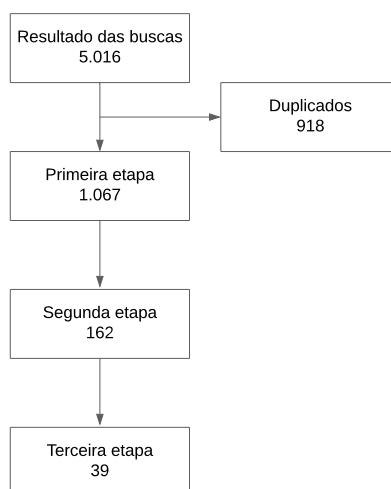 Resultado das buscas
5.016
Duplicados
918
Primeira etapa
1.067
Segunda etapa
162
Terceira etapa
39